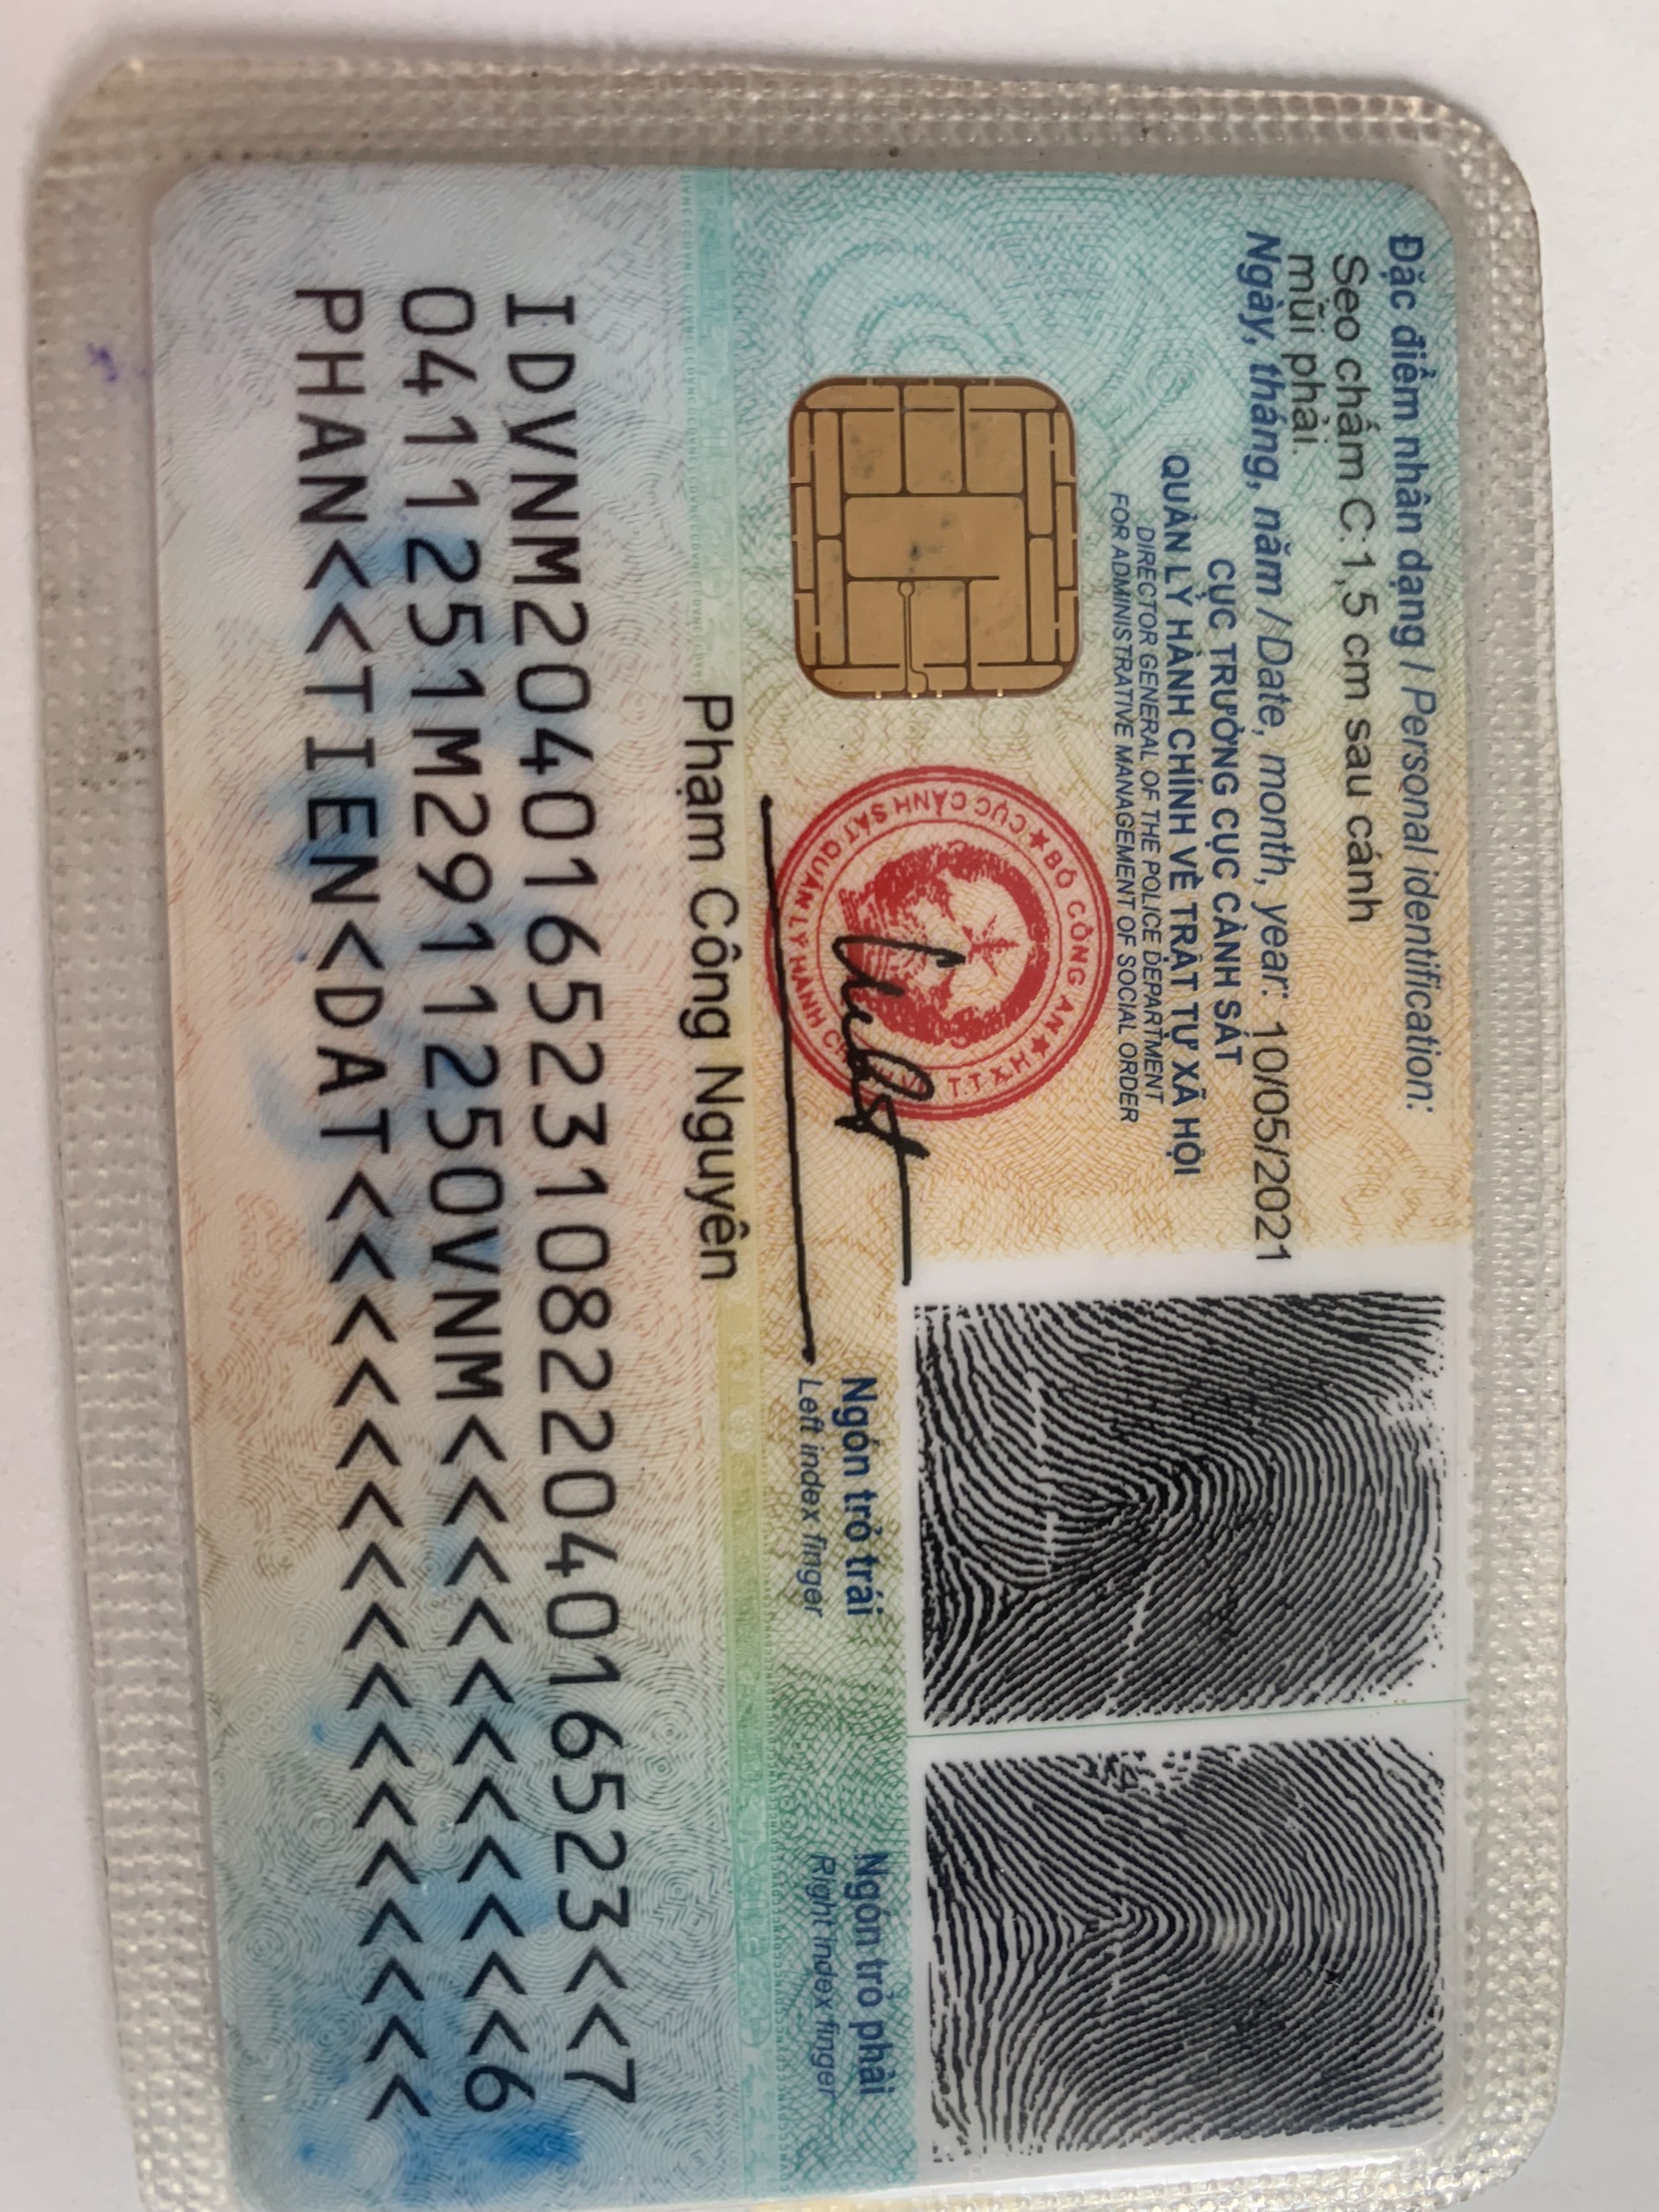 Đặc điểm nhân dạng / Personal identification:
Sẹo chấm C:1,5 cm sau cánh
mũi phải.
Ngày, tháng, năm / Date, month, year: 10/05/2021
CỤC TRƯỞNG CỤC CẢNH SÁT
QUẢN LÝ HÀNH CHÍNH VỀ TRẬT TỰ XÃ HỘI
DIRECTOR GENERAL OF THE POLICE DEPARTMENT
FOR ADMINISTRATIVE MANAGEMENT OF SOCIAL ORDER
BỘ CÔNG AN
CỤC CẢNH SÁT QUẢN LÝ HÀNH CHÍNH VỀ T.T.X.H
Phạm Công Nguyên
Ngón trỏ trái
Left index finger
Ngón trỏ phải
Right index finger
IDVNM2040165231082204016523<<7
0411251M2911250VNM<<<<<<<<<<<6
PHAN<<TIEN<DAT<<<<<<<<<<<<<<<<